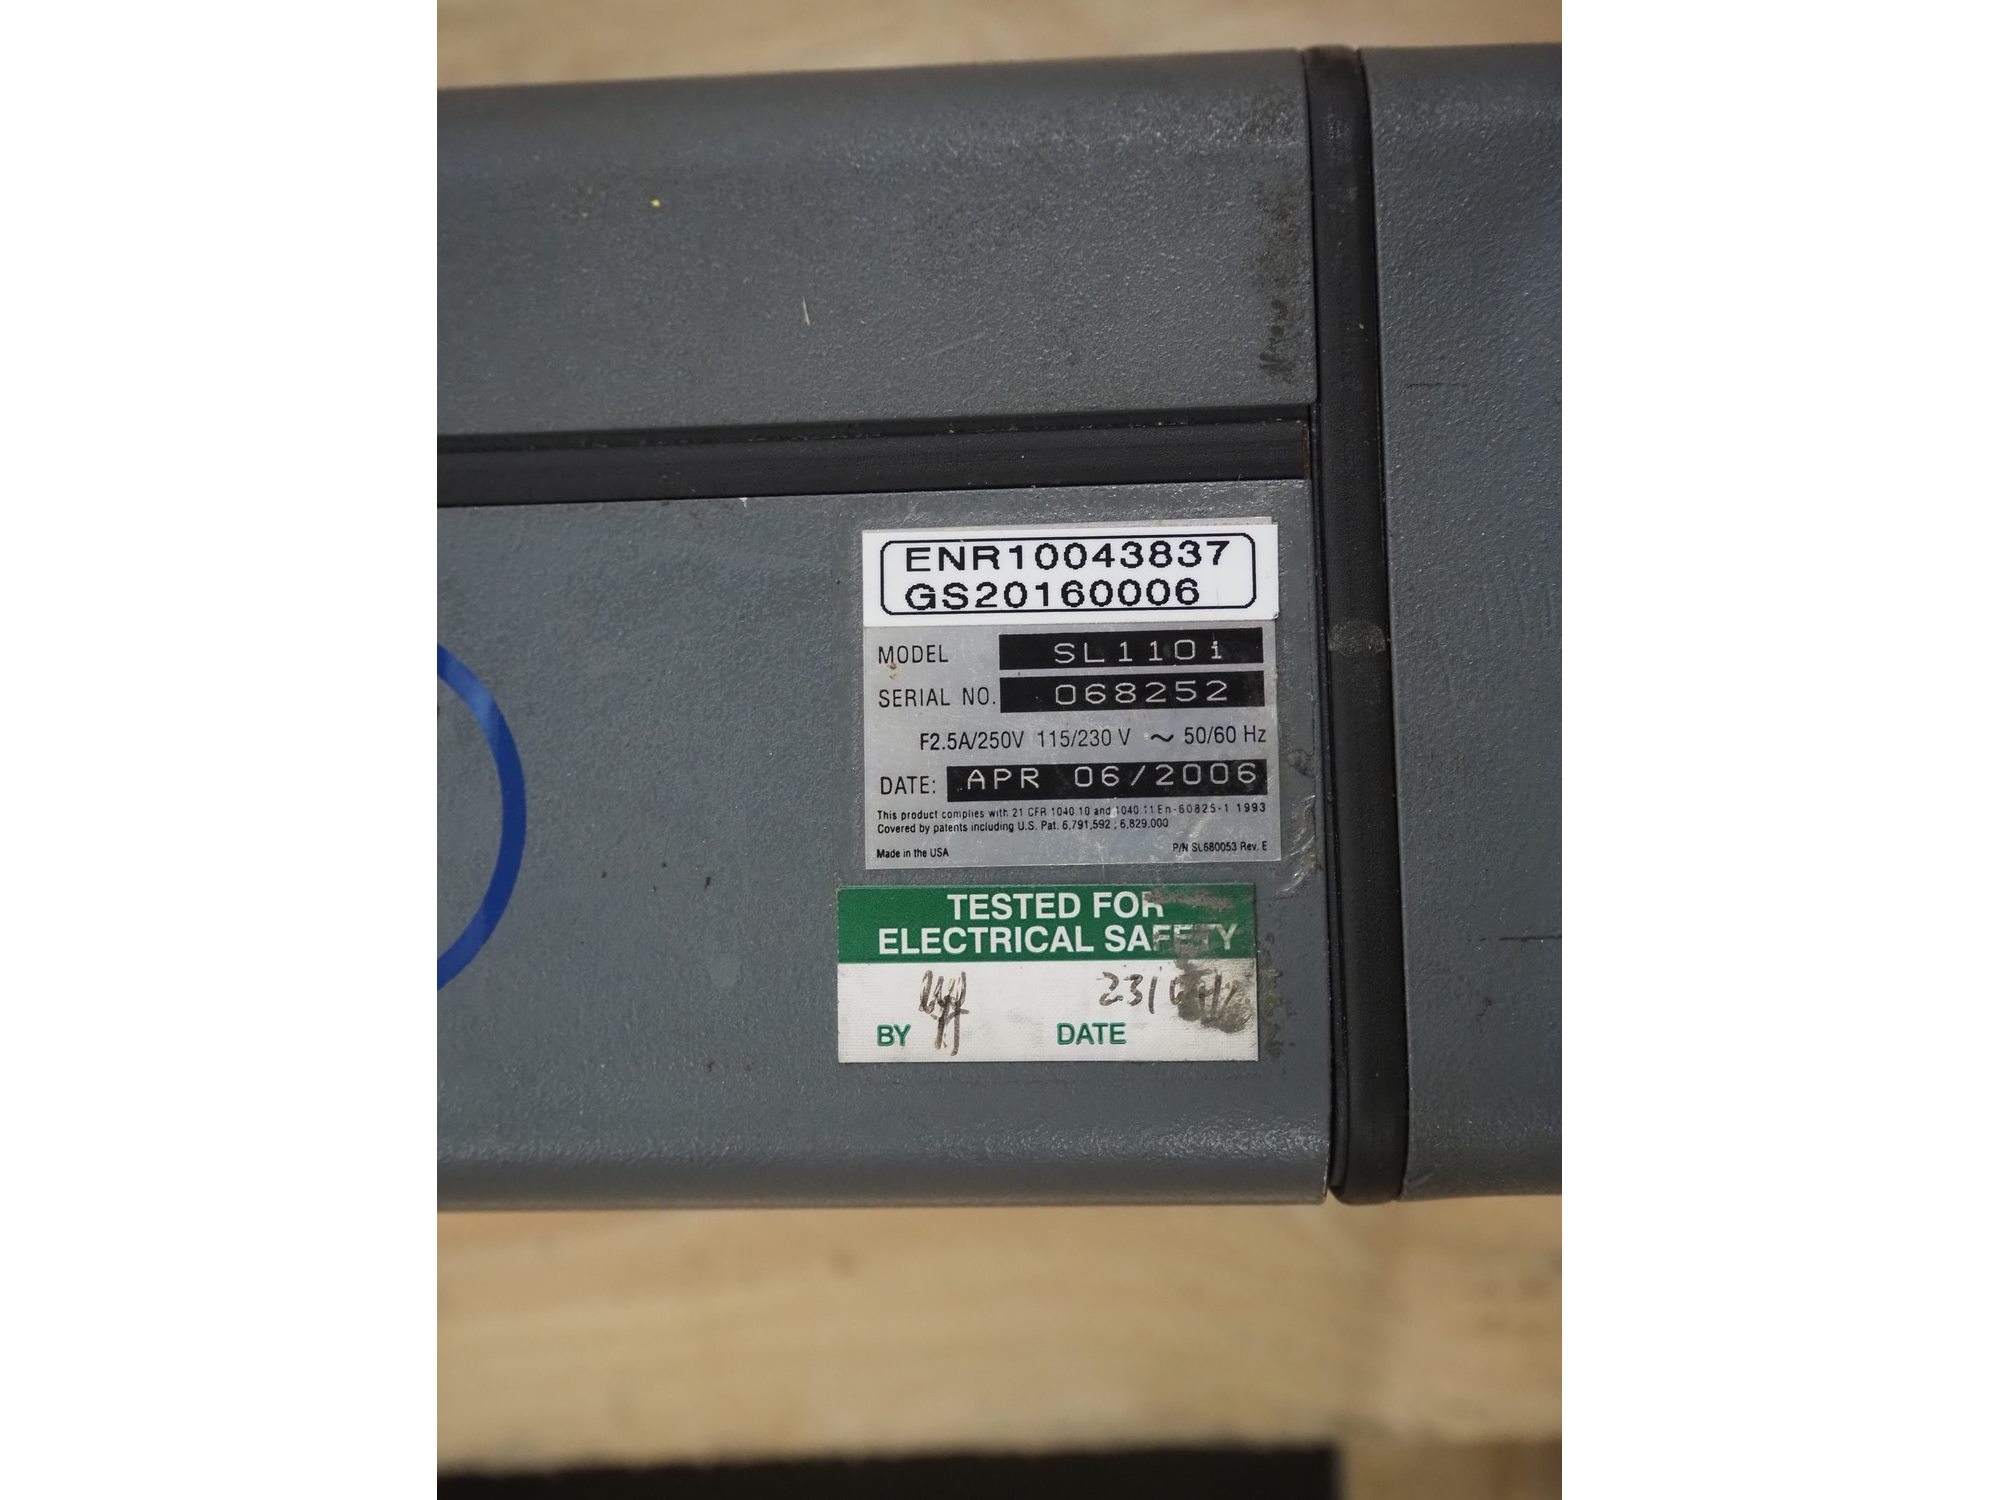 ENR10043837
GS20160006
MODEL SL110i
SERIAL NO. 068252
F2.5A/250V 115/230 V ~ 50/60 Hz
DATE: APR 06/2006
This product complies with 21 CFR 1040 10 and 1040 11 En-60825-1 1993
Covered by patents including U.S. Pat. 6,791,592 ; 6,829,000
Made in the USA P/N SL680053 Rev. E
TESTED FOR
ELECTRICAL SAFETY
BY DATE 23/